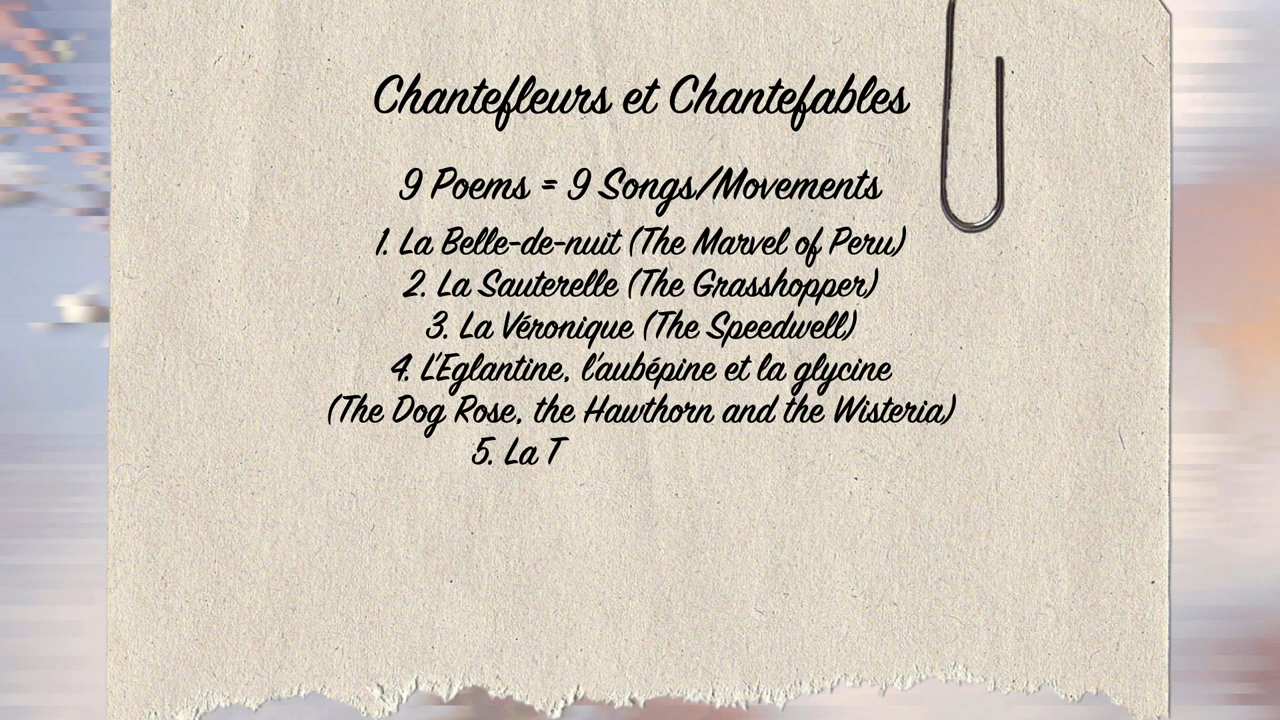 Chantefleurs et Chantefables
9 Poems = 9 Songs/Movements
1. La Belle-de-nuit (The Marvel of Peru)
2. La Sauterelle (The Grasshopper)
3. La Véronique (The Speedwell)
4. L'Eglantine, l'aubépine et la glycine
(The Dog Rose, the Hawthorn and the Wisteria)
5. La T